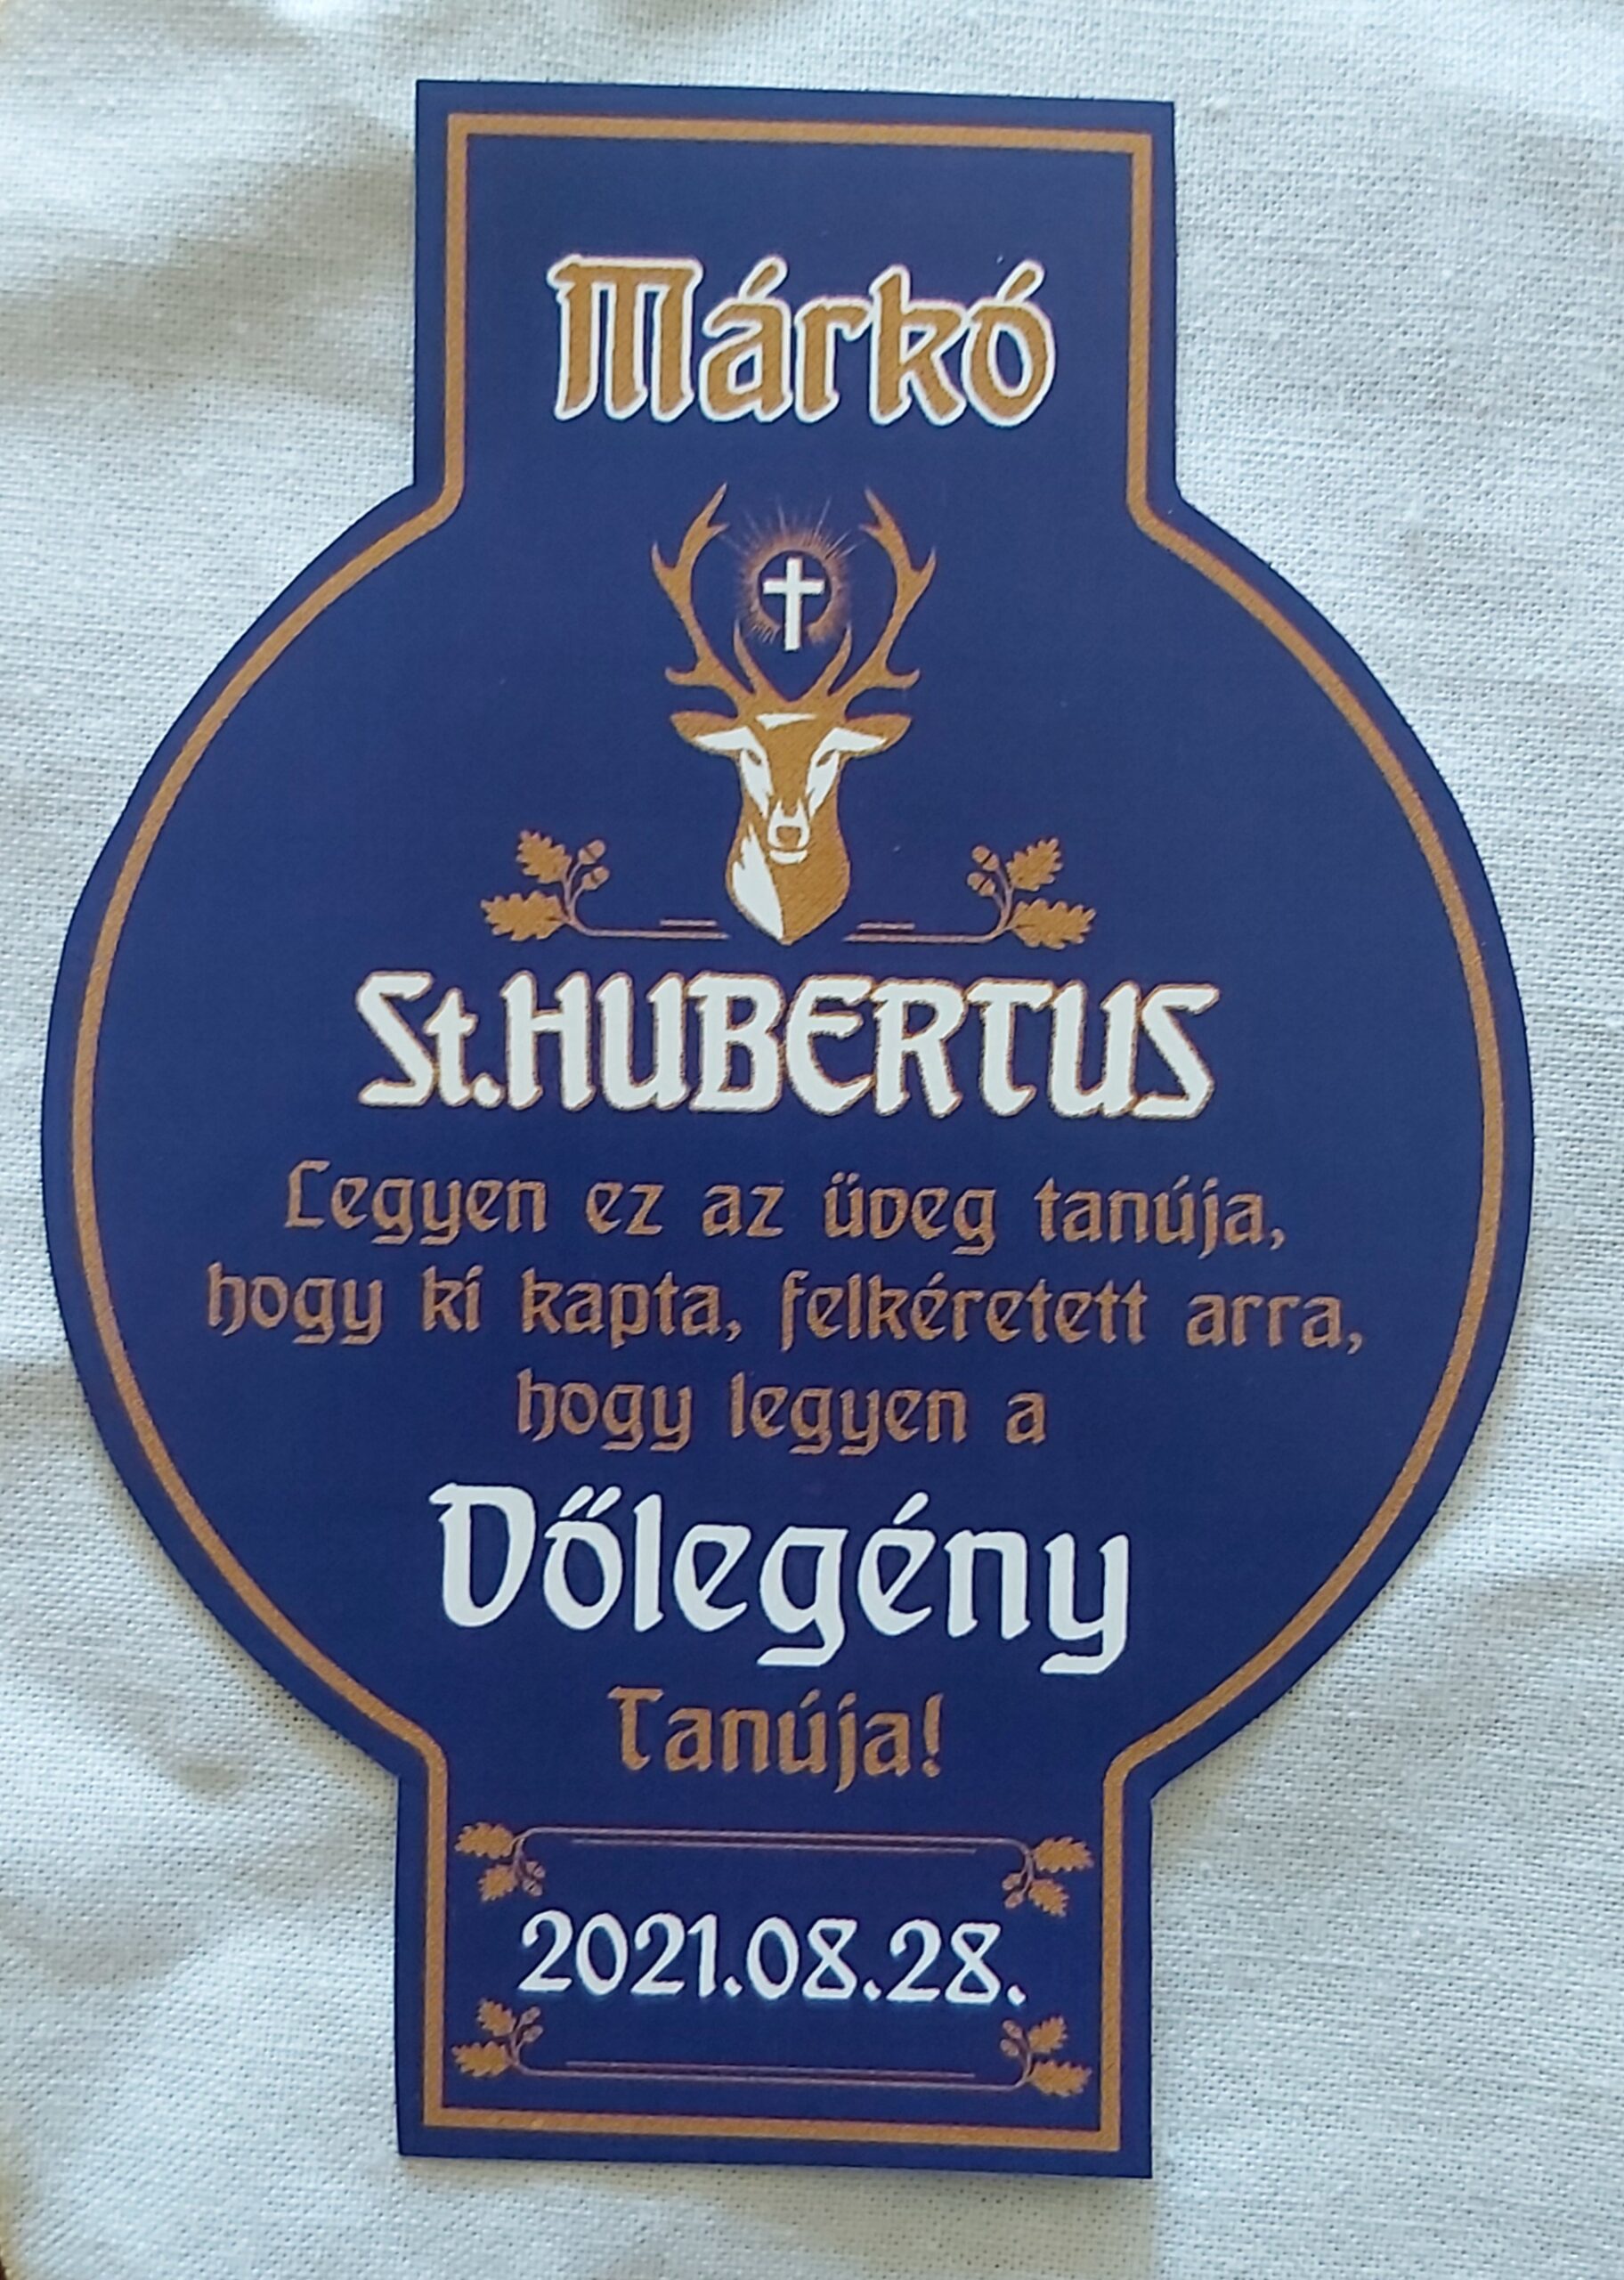 Márkó
St.HUBERTUS
Legyen ez az üveg tanúja,
hogy ki kapta, felkéretett arra,
hogy legyen a
Dőlegény
Tanúja!
2021.08.28.